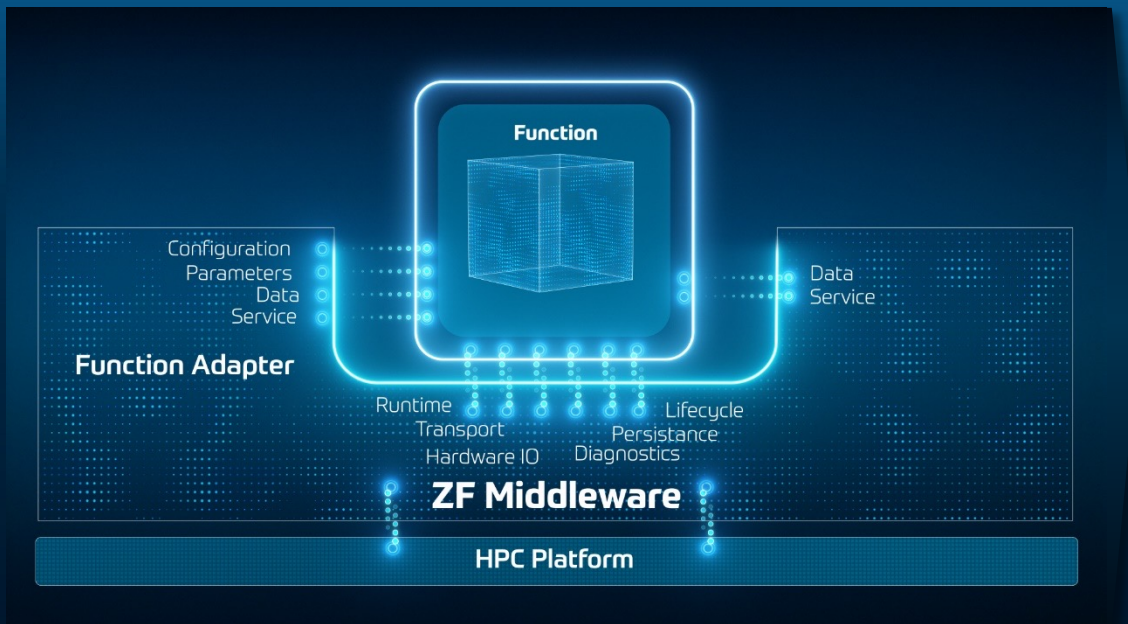 Function
Configuration
Parameters
Data
Service
Data
Service
Function Adapter
Runtime
Transport
Hardware IO
Lifecycle
Persistance
Diagnostics
ZF Middleware
HPC Platform